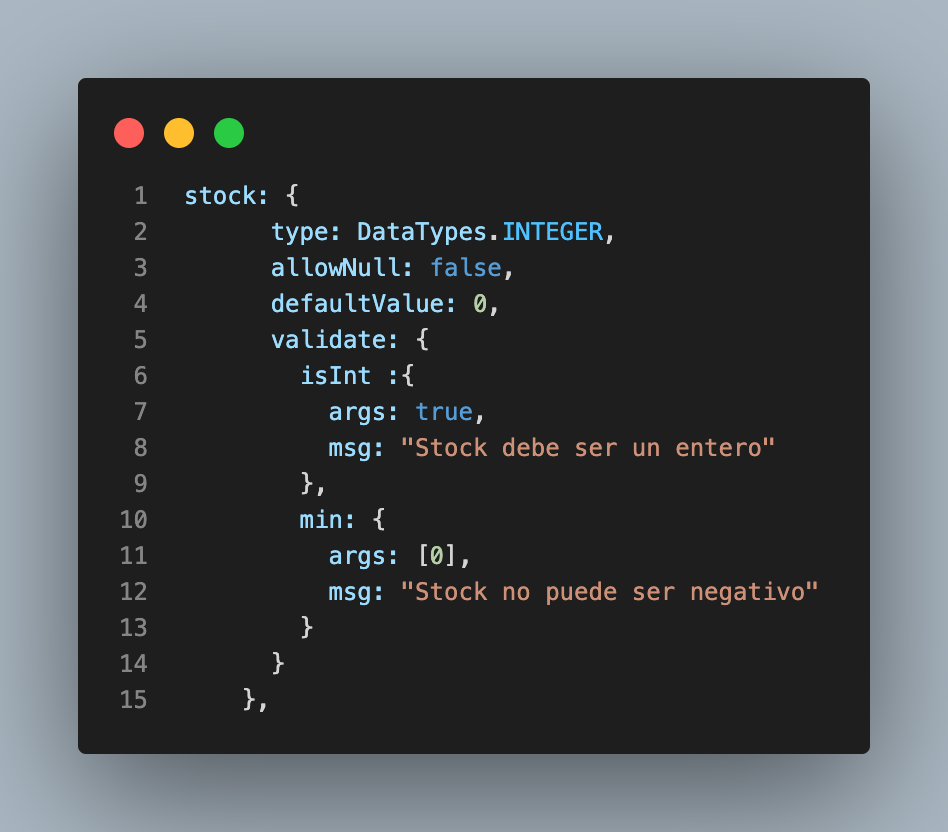 1 stock: {
2 type: DataTypes.INTEGER,
3 allowNull: false,
4 defaultValue: 0,
5 validate: {
6 isInt :{
7 args: true,
8 msg: "Stock debe ser un entero"
9 },
10 min: {
11 args: [0],
12 msg: "Stock no puede ser negativo"
13 }
14 }
15 },